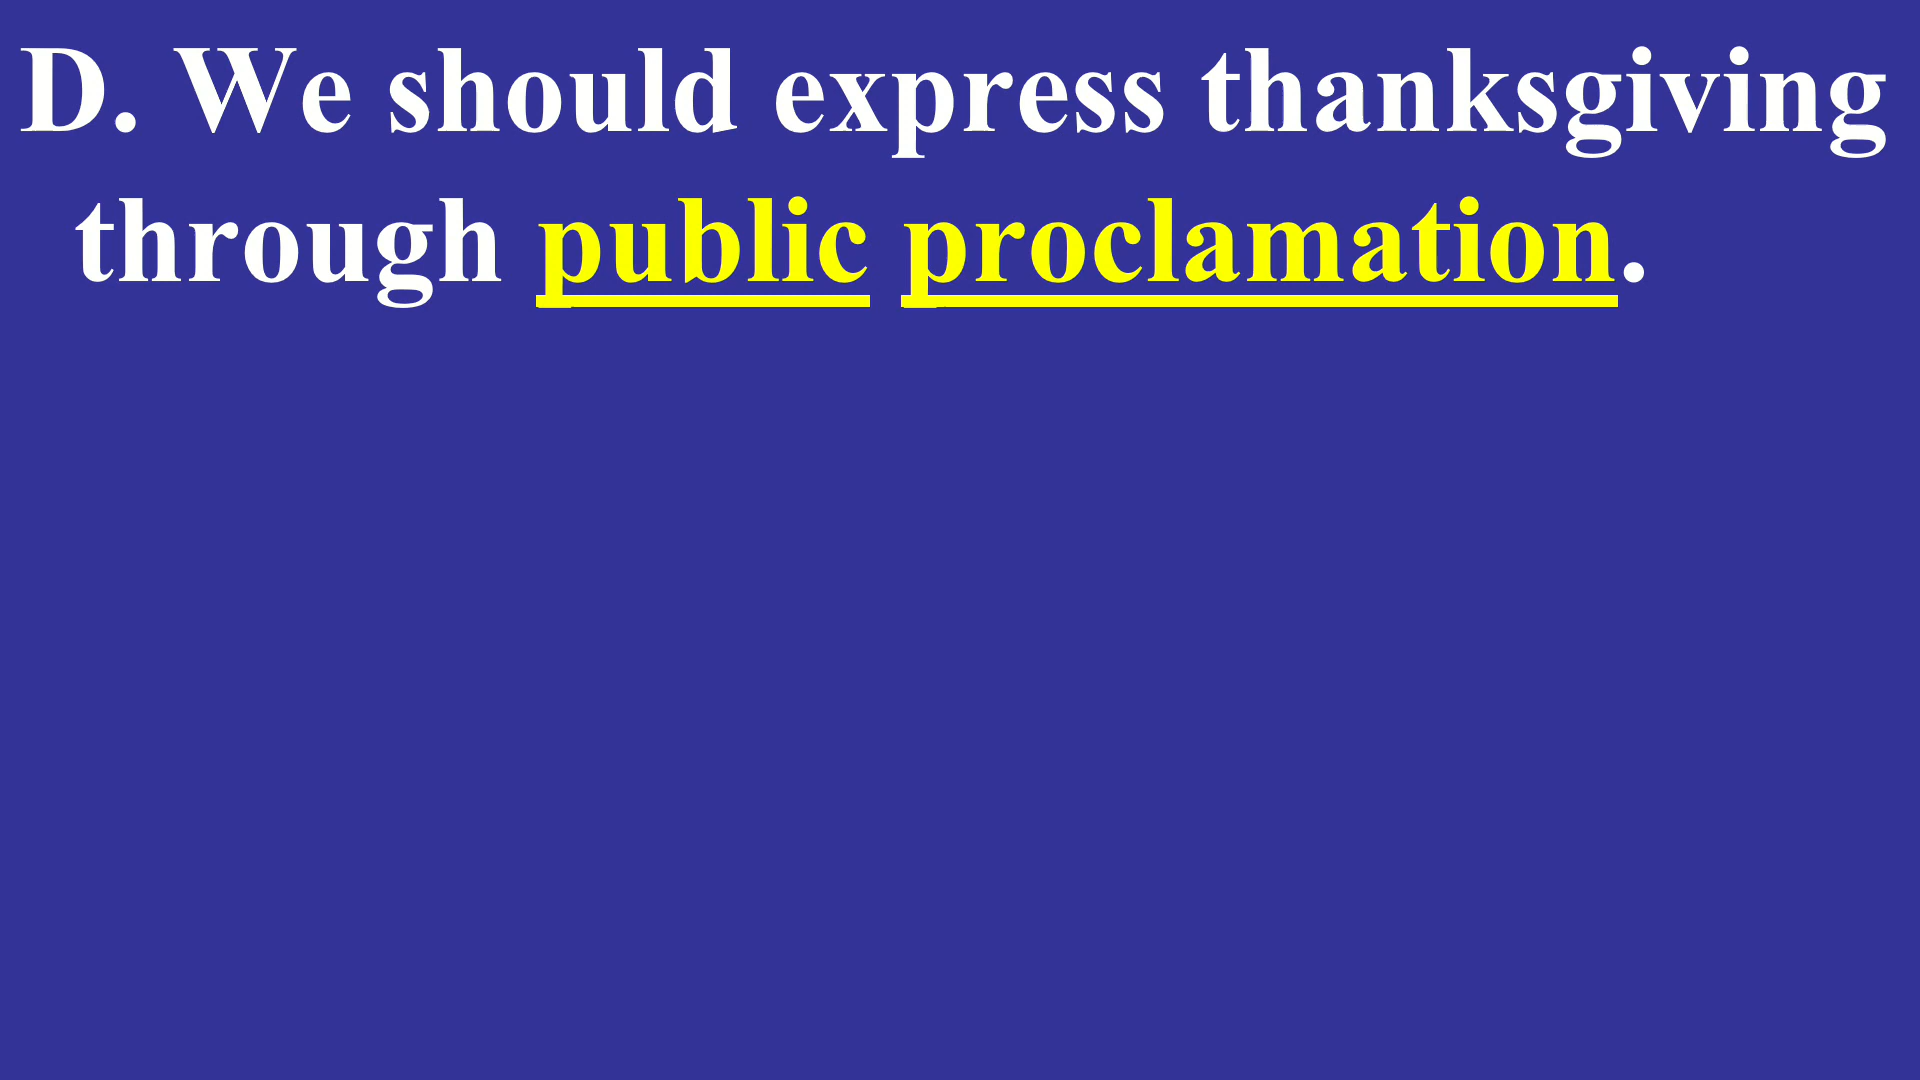 D. We should express thanksgiving
through public proclamation.